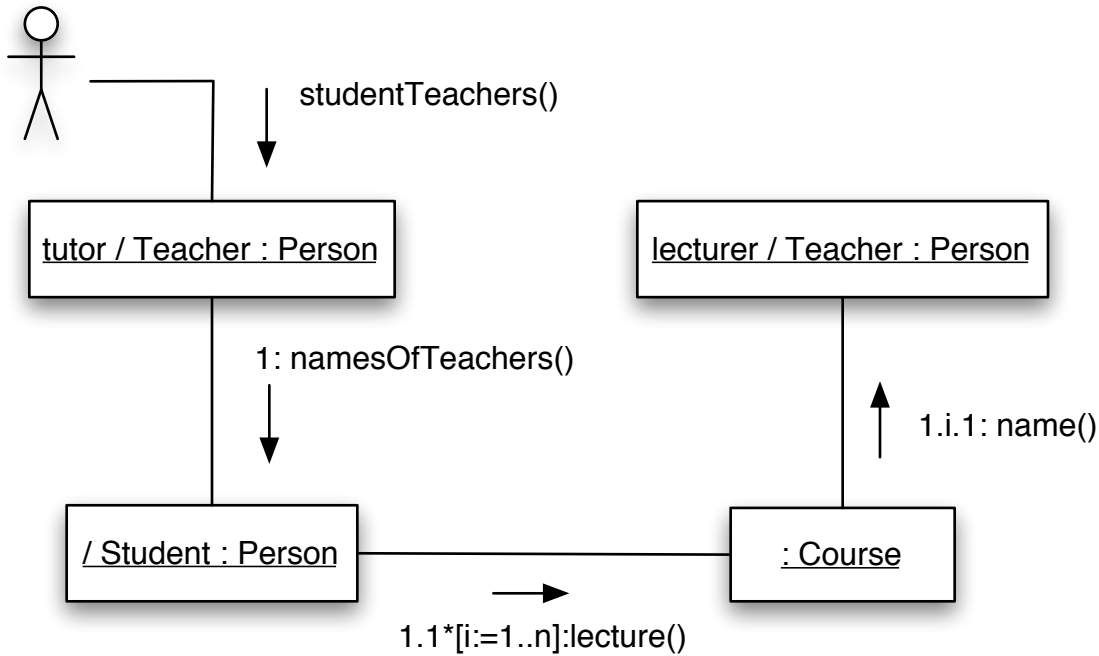 studentTeachers()
tutor / Teacher : Person
lecturer / Teacher : Person
1: namesOfTeachers()
1.i.1: name()
/ Student : Person
: Course
1.1*[i:=1..n]:lecture()